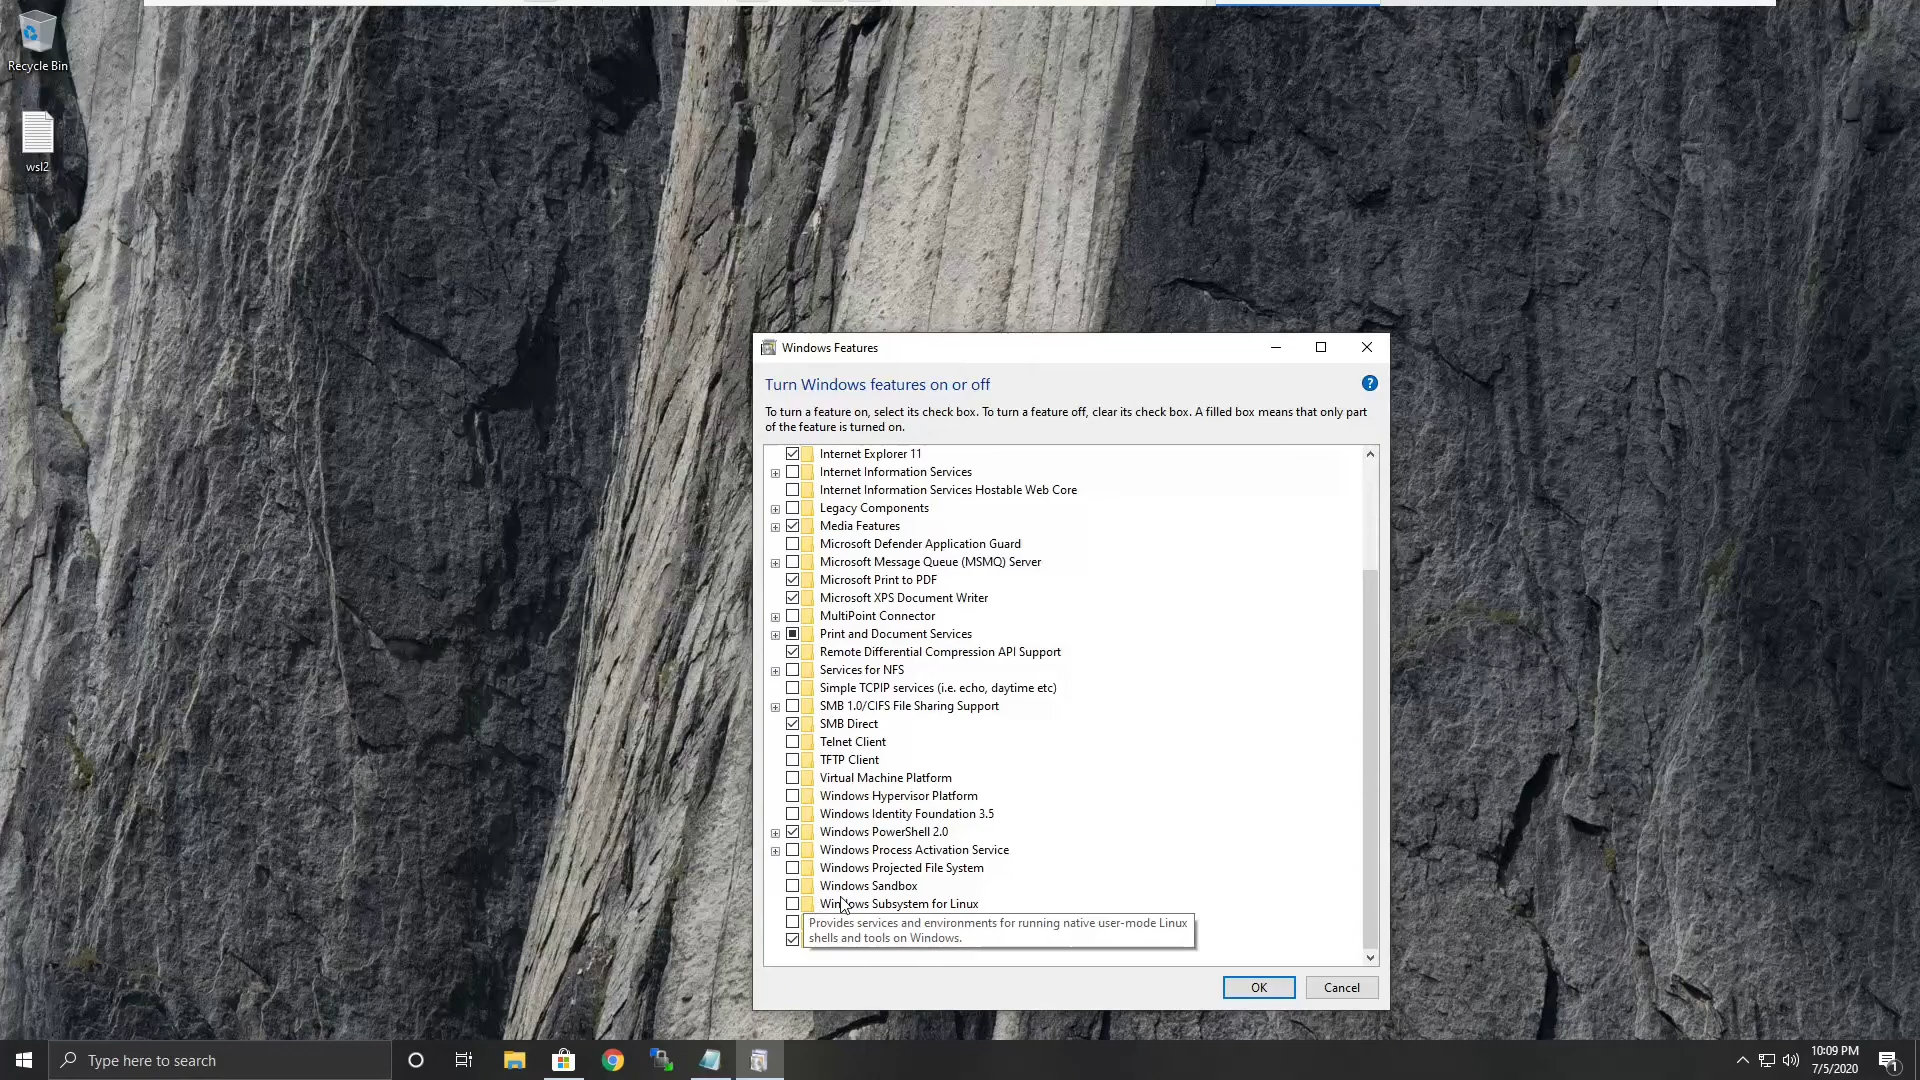 Recycle Bin
wsl2
Windows Features
Turn Windows features on or off
To turn a feature on, select its check box. To turn a feature off, clear its check box. A filled box means that only part
of the feature is turned on.
Internet Explorer 11
Internet Information Services
Internet Information Services Hostable Web Core
Legacy Components
Media Features
Microsoft Defender Application Guard
Microsoft Message Queue (MSMQ) Server
Microsoft Print to PDF
Microsoft XPS Document Writer
MultiPoint Connector
Print and Document Services
Remote Differential Compression API Support
Services for NFS
Simple TCPIP services (i.e. echo, daytime etc)
SMB 1.0/CIFS File Sharing Support
SMB Direct
Telnet Client
TFTP Client
Virtual Machine Platform
Windows Hypervisor Platform
Windows Identity Foundation 3.5
Windows PowerShell 2.0
Windows Process Activation Service
Windows Projected File System
Windows Sandbox
Windows Subsystem for Linux
Provides services and environments for running native user-mode Linux
shells and tools on Windows.
OK
Cancel
Type here to search
10:09 PM
7/5/2020
1